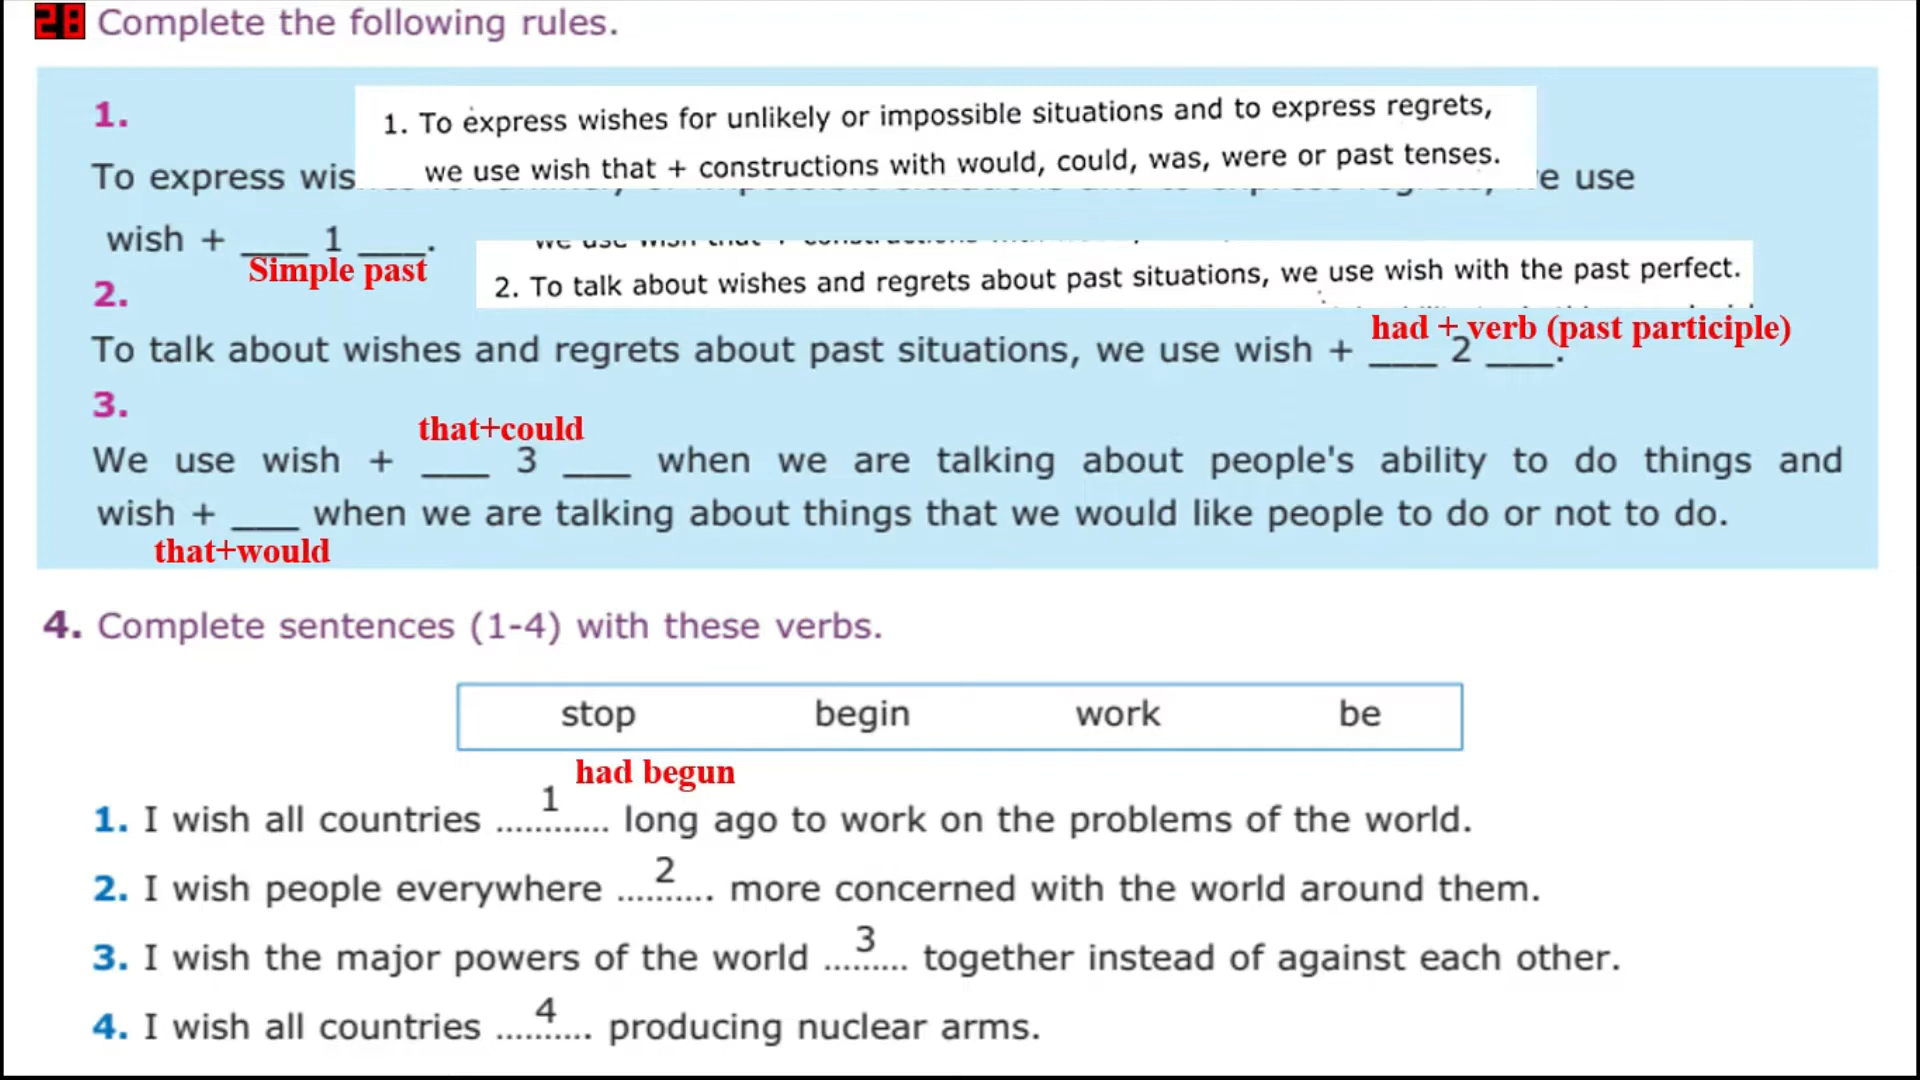 28 Complete the following rules.
1.
1. To express wishes for unlikely or impossible situations and to express regrets,
we use wish that + constructions with would, could, was, were or past tenses.
To express wis e use
wish + ___ 1 ___.
Simple past
2.
2. To talk about wishes and regrets about past situations, we use wish with the past perfect.
had + verb (past participle)
To talk about wishes and regrets about past situations, we use wish + ___ 2 ___.
3.
that+could
We use wish + ___ 3 ___ when we are talking about people's ability to do things and
wish + ___ when we are talking about things that we would like people to do or not to do.
that+would
4. Complete sentences (1-4) with these verbs.
stop begin work be
had begun
1. I wish all countries ......1...... long ago to work on the problems of the world.
2. I wish people everywhere .....2..... more concerned with the world around them.
3. I wish the major powers of the world ....3..... together instead of against each other.
4. I wish all countries .....4..... producing nuclear arms.